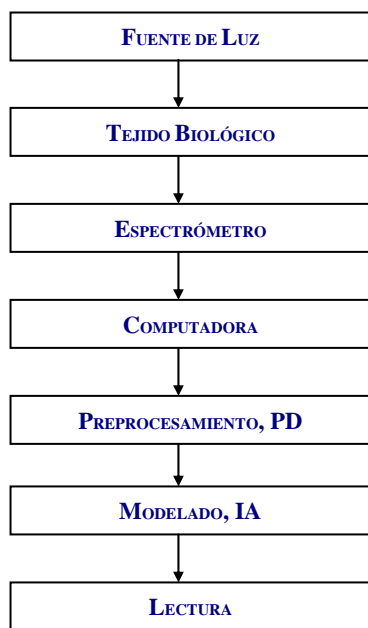 Fuente de Luz
Tejido Biológico
Espectrómetro
Computadora
Preprocesamiento, PD
Modelado, IA
Lectura